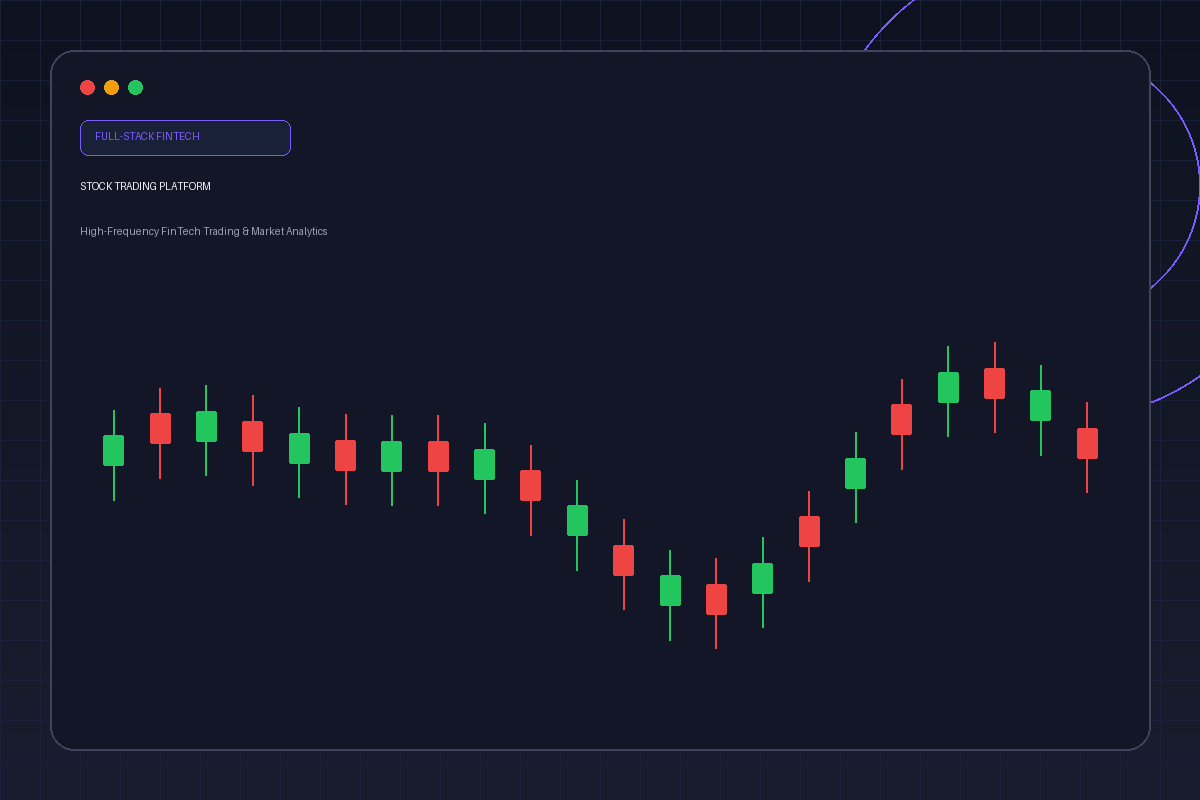 FULL-STACK FINTECH
STOCK TRADING PLATFORM
High-Frequency FinTech Trading & Market Analytics